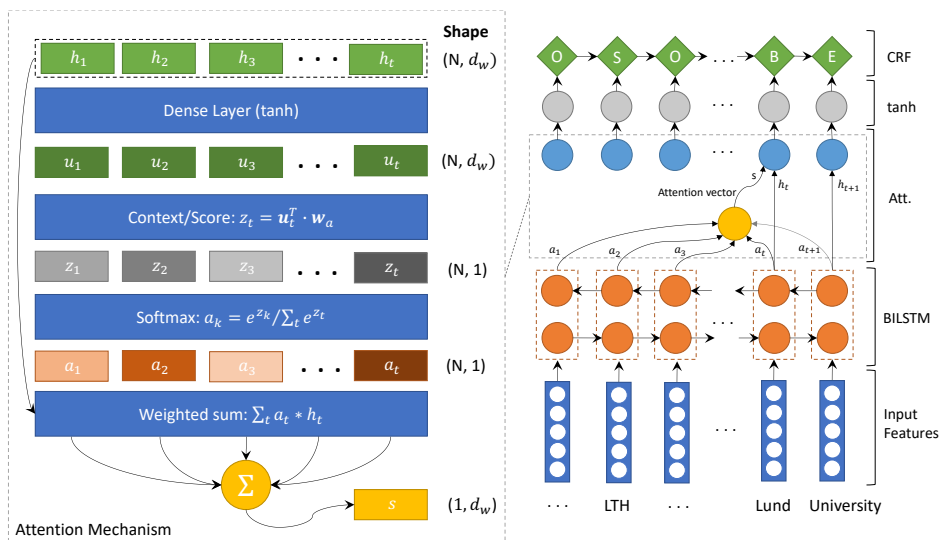 Shape
h₁ h₂ h₃ • • • hₜ (N, d_w)
Dense Layer (tanh)
u₁ u₂ u₃ • • • uₜ (N, d_w)
Context/Score: zₜ = uₜᵀ · wₐ
z₁ z₂ z₃ • • • zₜ (N, 1)
Softmax: aₖ = e^{zₖ}/∑ₜ e^{zₜ}
a₁ a₂ a₃ • • • aₜ (N, 1)
Weighted sum: ∑ₜ aₜ * hₜ
Σ
s (1, d_w)
Attention Mechanism
O S O . . . B E CRF
. . . tanh
. . .
s hₜ hₜ₊₁
Attention vector
Att.
a₁ a₂ a₃ aₜ aₜ₊₁
. . . BILSTM
. . . Input
Features
. . . LTH . . . Lund University